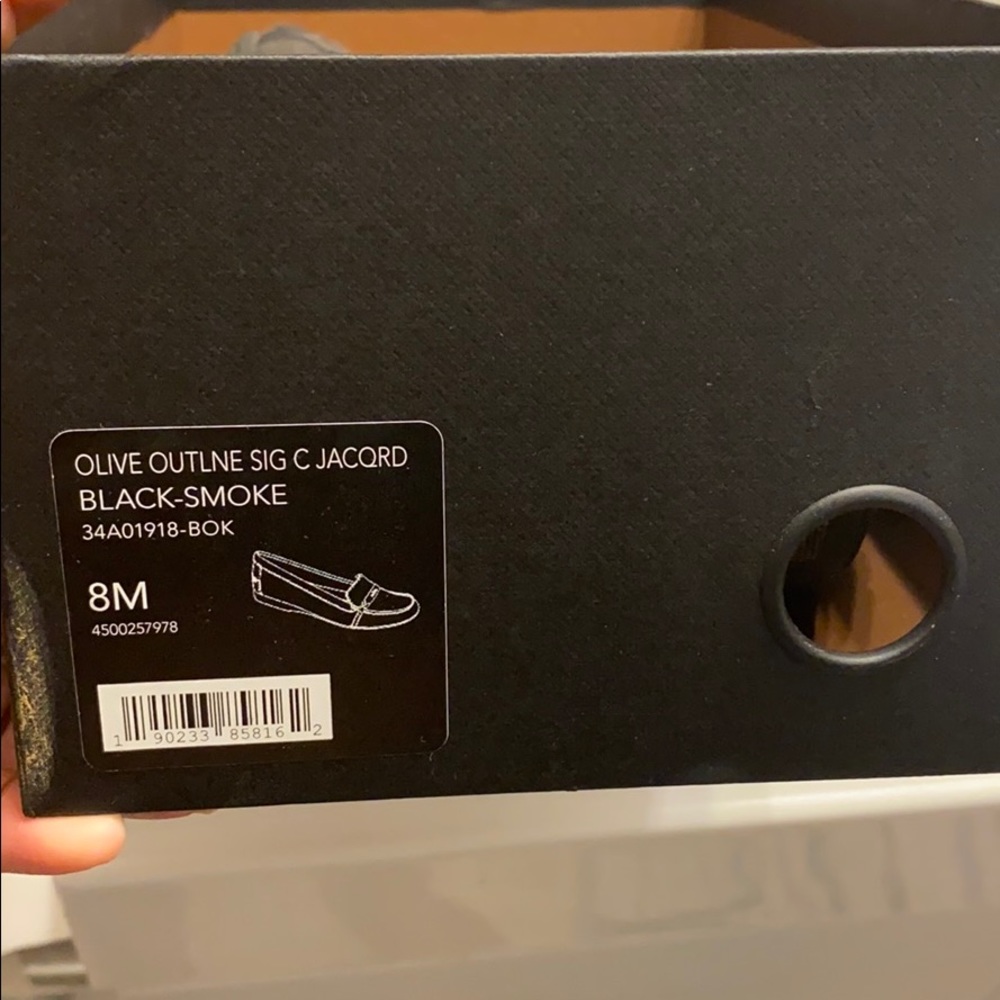 OLIVE OUTLNE SIG C JACQRD
BLACK-SMOKE
34A01918-BOK
8M
4500257978
1 90233 85816 2